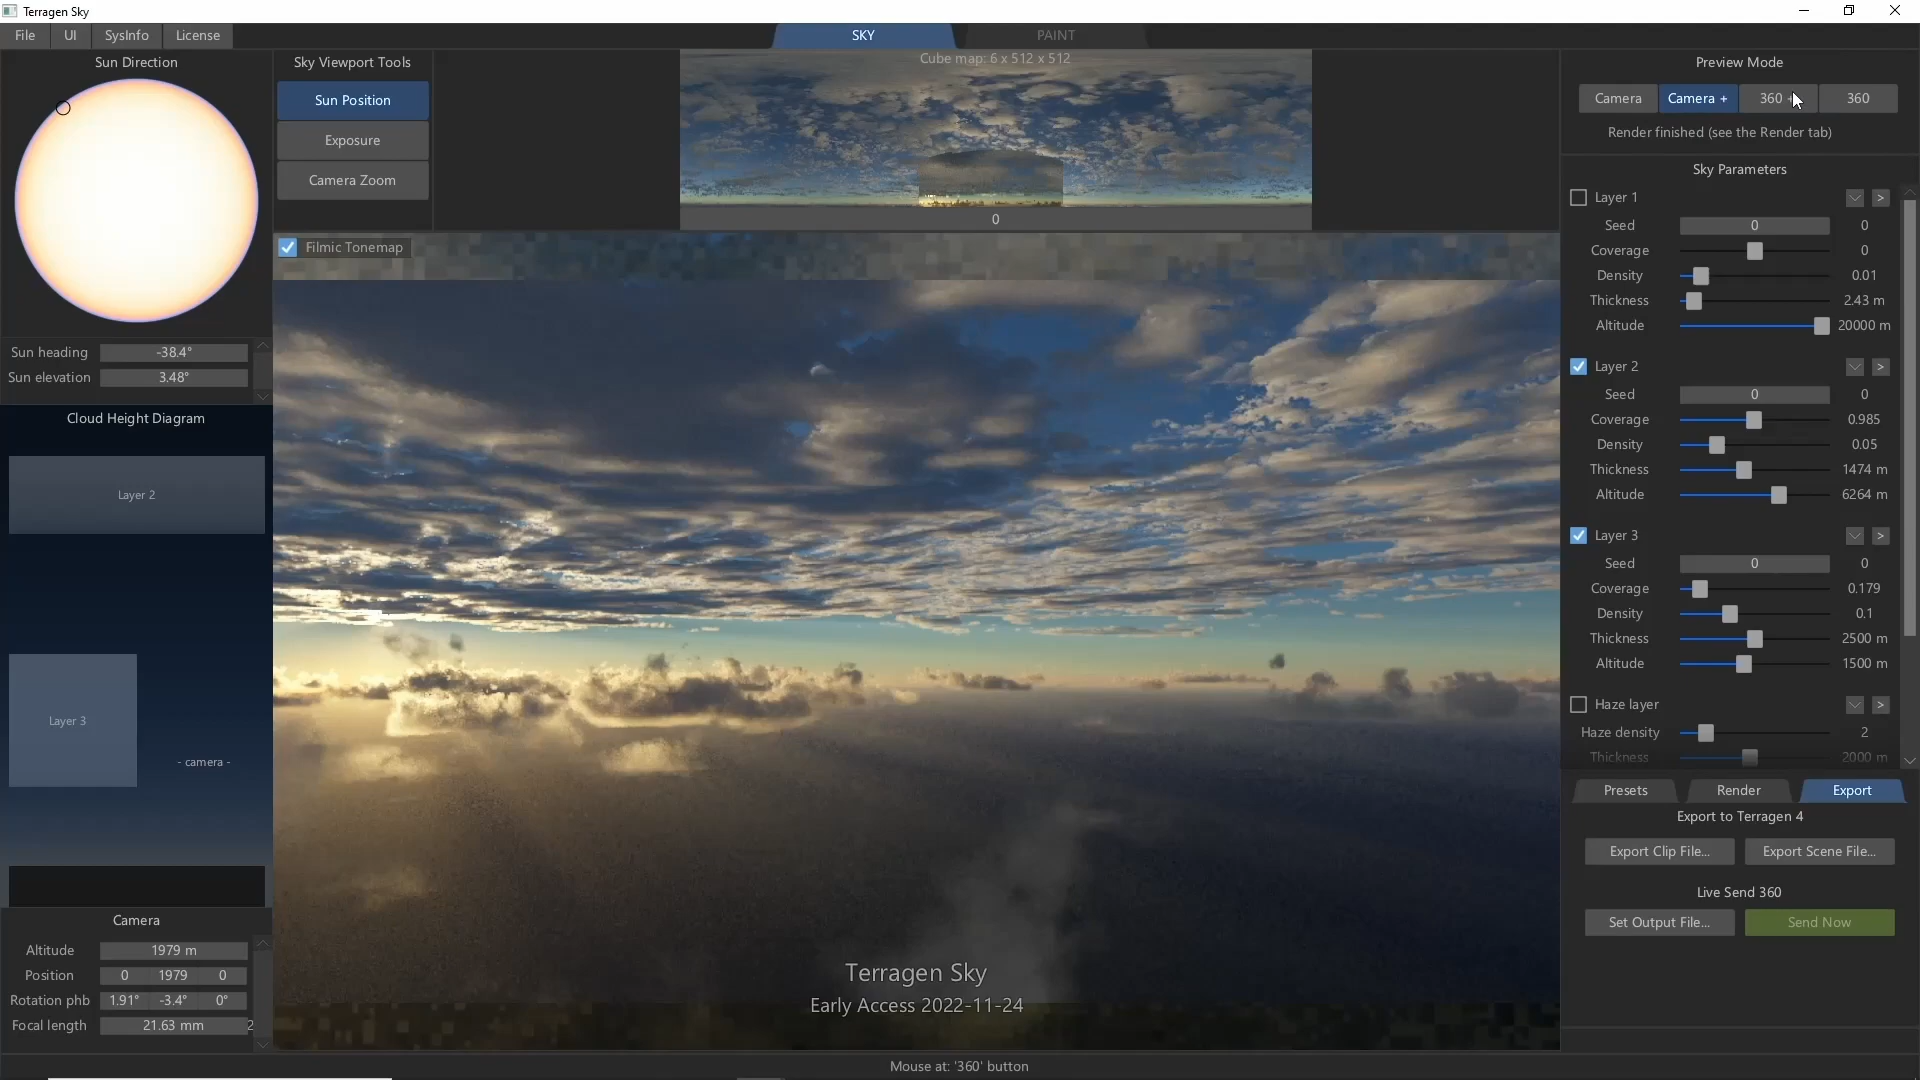 Terragen Sky
File UI SysInfo License
SKY PAINT
Sun Direction
Sun heading -38.4°
Sun elevation 3.48°
Cloud Height Diagram
Layer 2
Layer 3
- camera -
Camera
Altitude 1979 m
Position 0 1979 0
Rotation phb 1.91° -3.4° 0°
Focal length 21.63 mm 2
Sky Viewport Tools
Sun Position
Exposure
Camera Zoom
Cube map: 6 x 512 x 512
0
Filmic Tonemap
Terragen Sky
Early Access 2022-11-24
Preview Mode
Camera Camera + 360 + 360
Render finished (see the Render tab)
Sky Parameters
Layer 1 >
Seed 0 0
Coverage 0
Density 0.01
Thickness 2.43 m
Altitude 20000 m
Layer 2 >
Seed 0 0
Coverage 0.985
Density 0.05
Thickness 1474 m
Altitude 6264 m
Layer 3 >
Seed 0 0
Coverage 0.179
Density 0.1
Thickness 2500 m
Altitude 1500 m
Haze layer >
Haze density 2
Thickness 2000 m
Presets Render Export
Export to Terragen 4
Export Clip File... Export Scene File...
Live Send 360
Set Output File... Send Now
Mouse at: '360' button